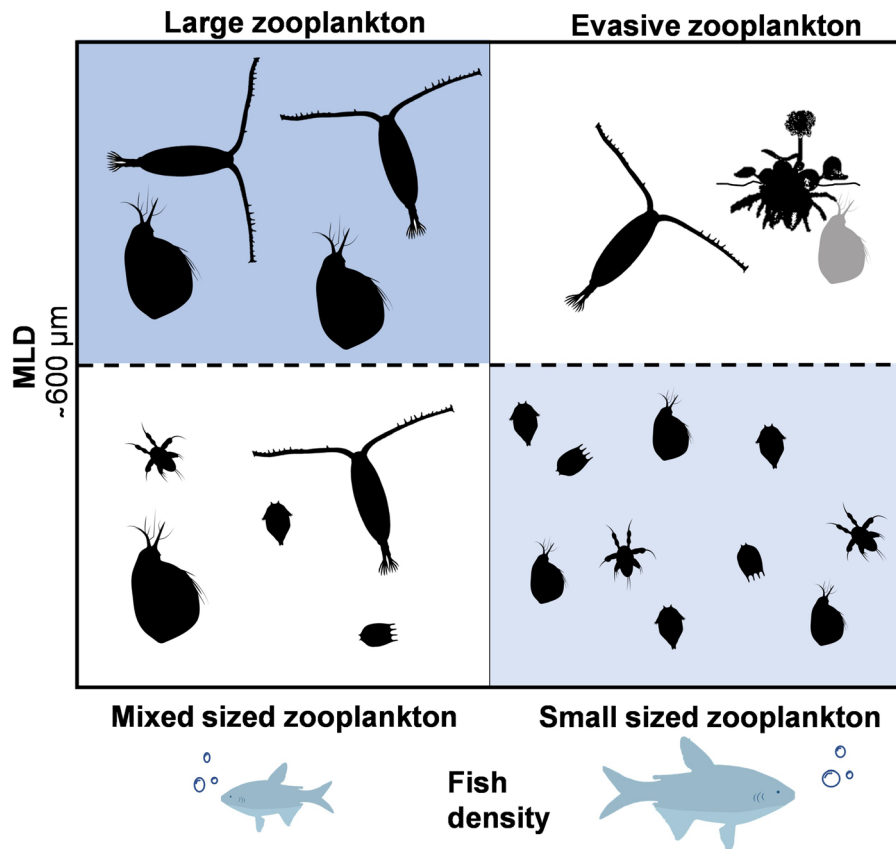 Large zooplankton
Evasive zooplankton
MLD
~600 µm
Mixed sized zooplankton
Small sized zooplankton
Fish
density